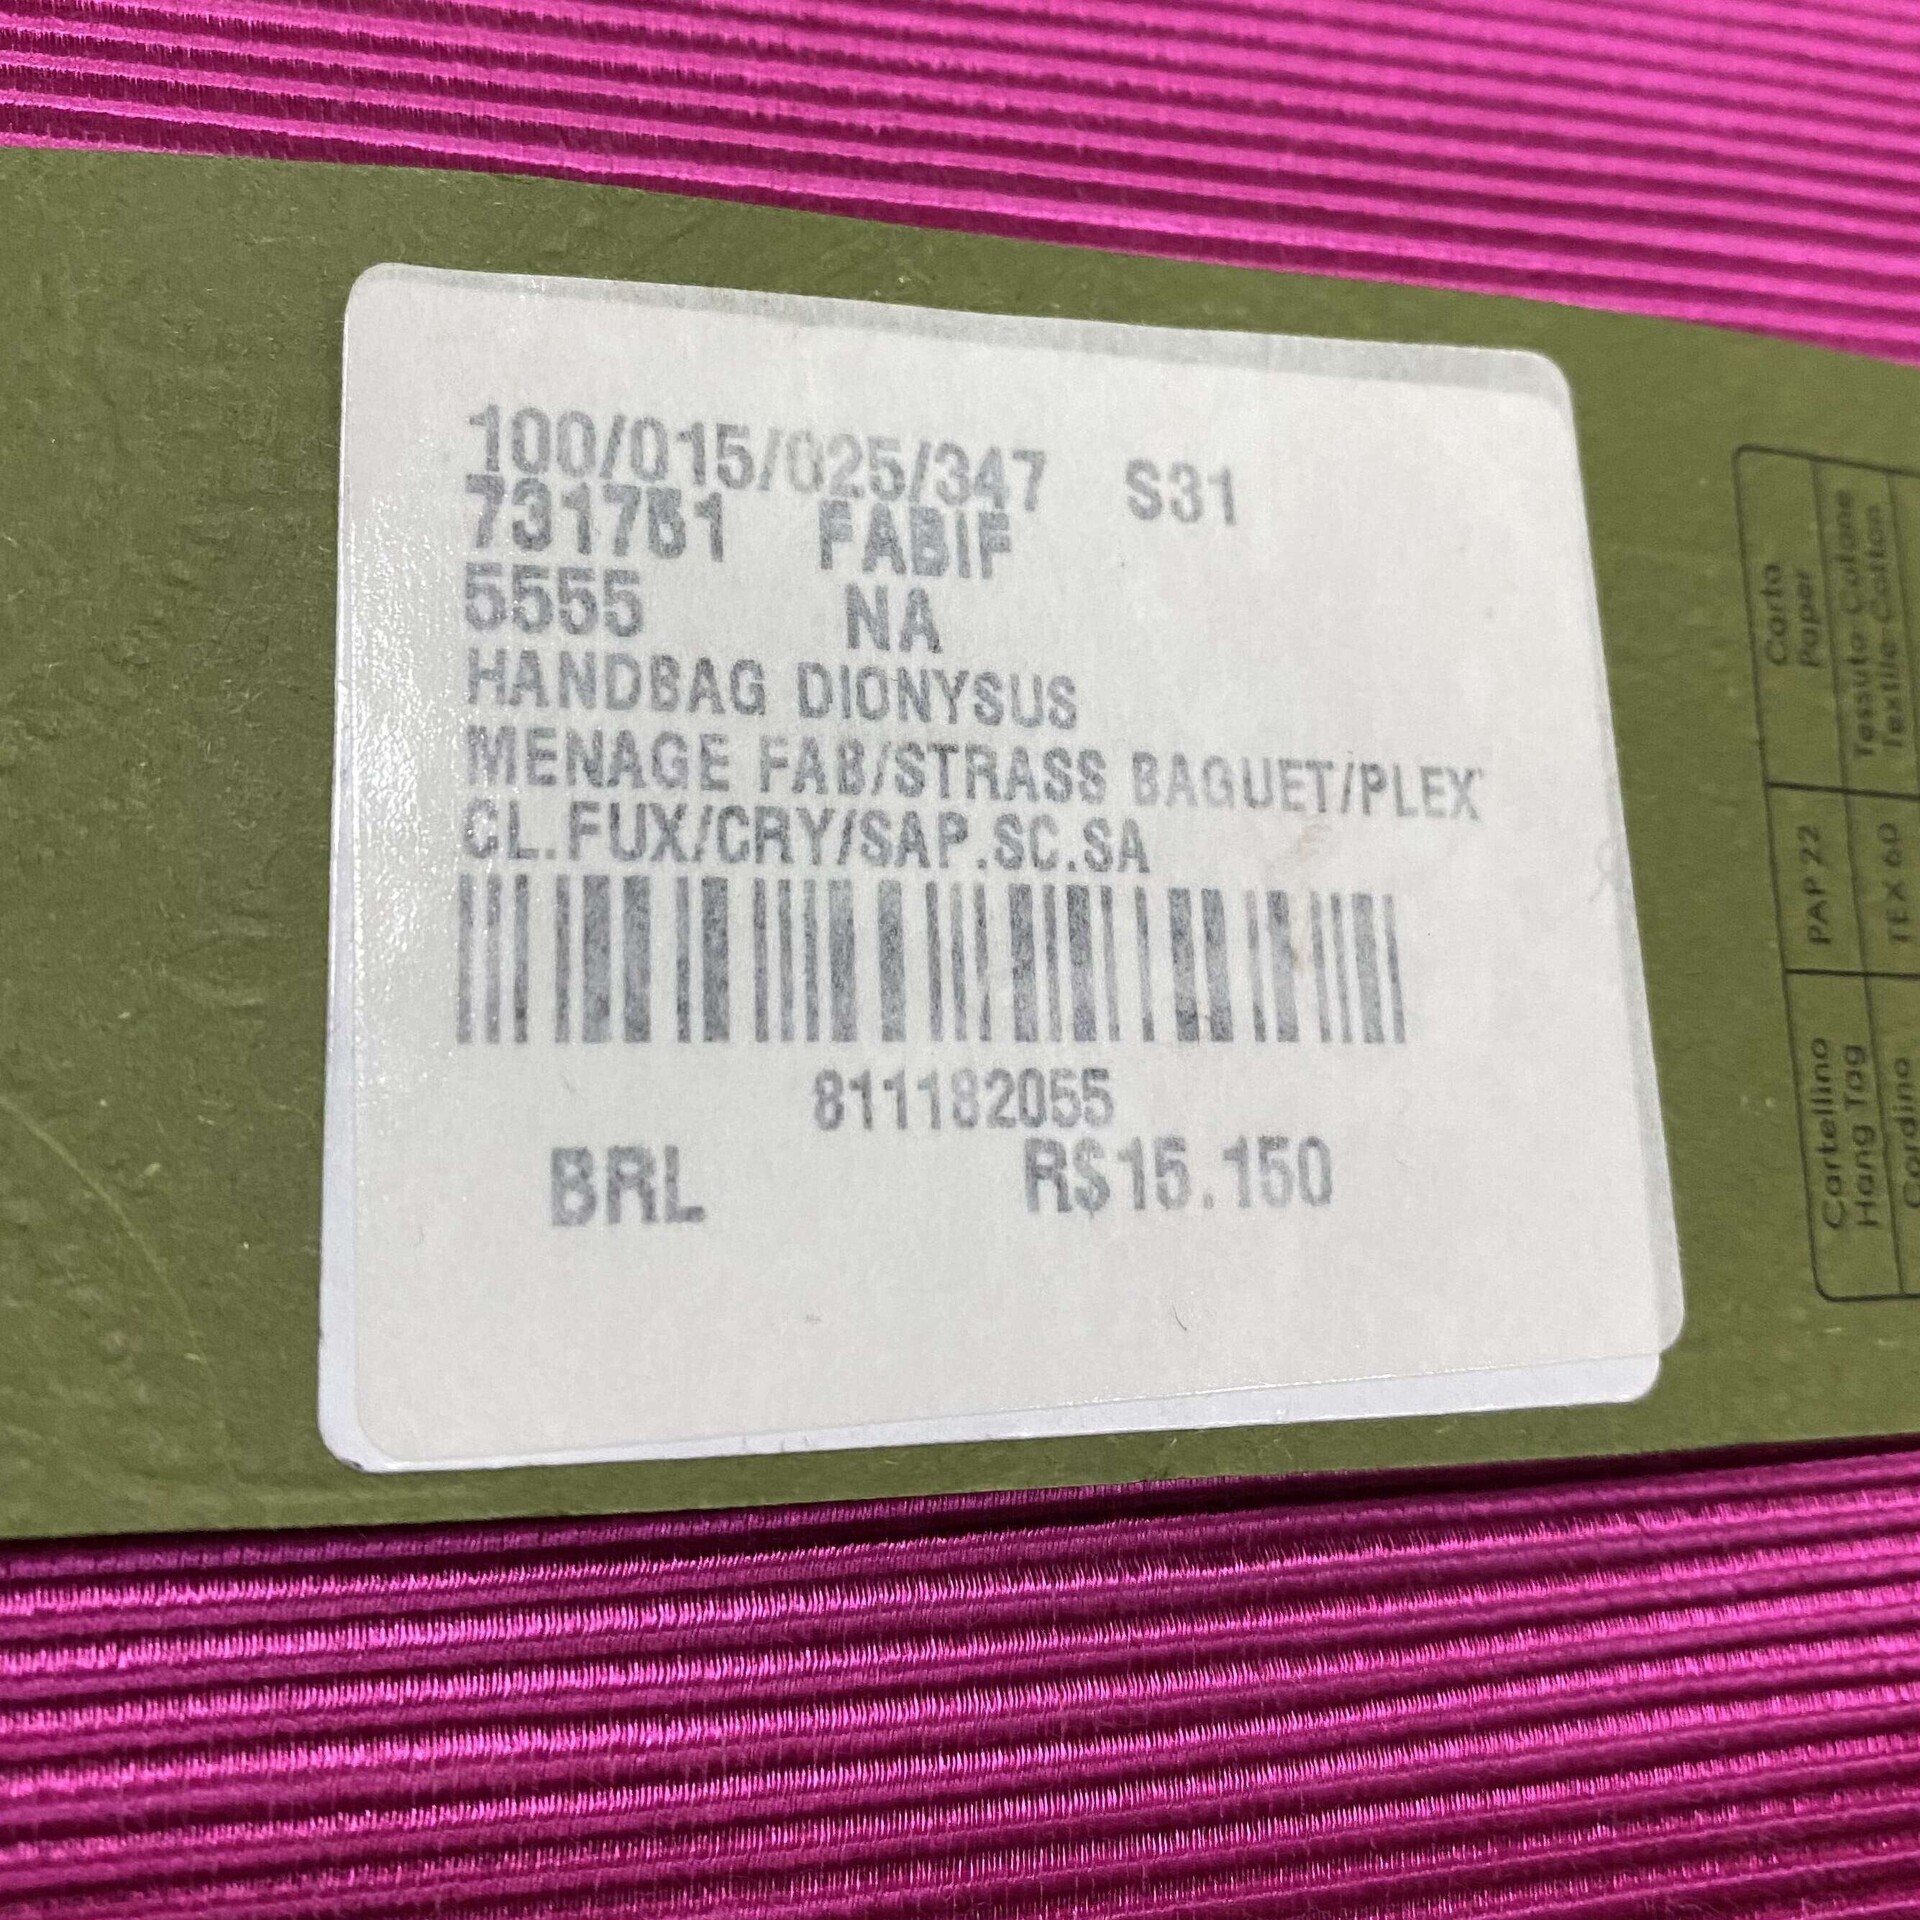 100/015/025/347 S31
731781 FABIF
5555 NA
HANDBAG DIONYSUS
MENAGE FAB/STRASS BAGUET/PLEX
CL.FUX/CRY/SAP.SC.SA
811182055
BRL R$15.150
Carta
Paper
Tessuto Cotone
Textile Cotton
PAP 22
TEX 60
Cartellino
Hang Tag
Cordino